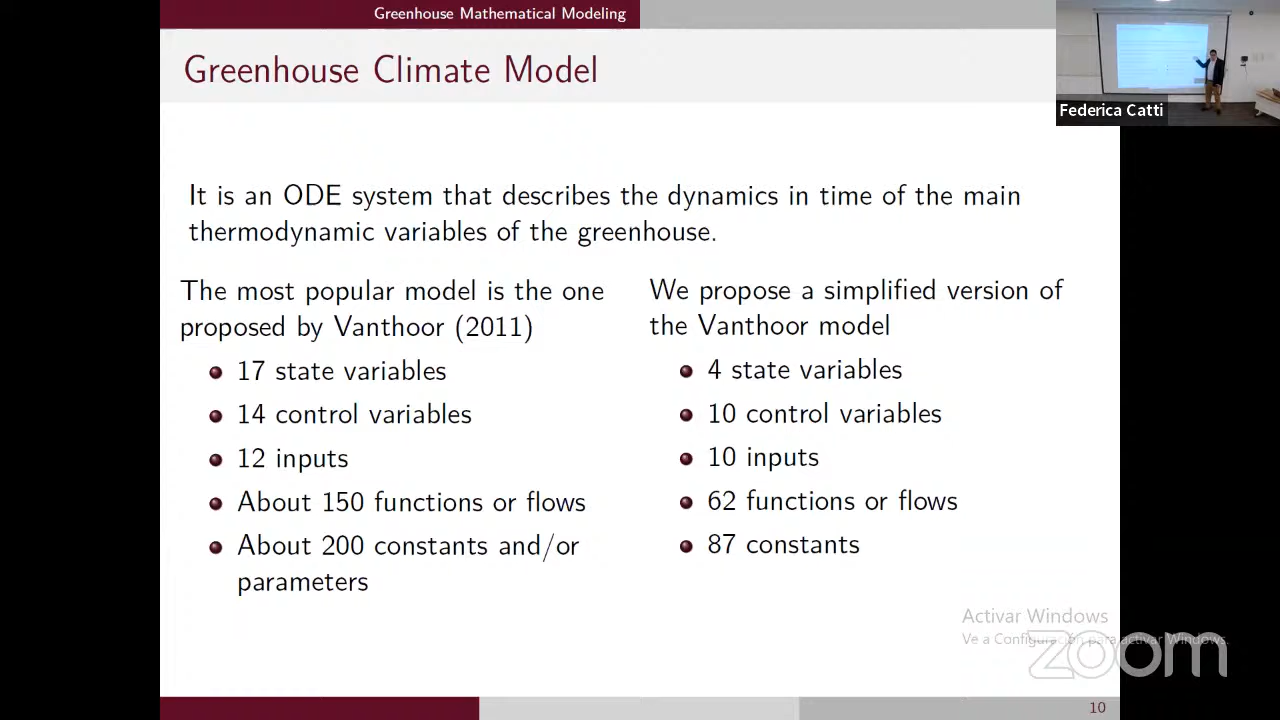 Greenhouse Mathematical Modeling
Greenhouse Climate Model
Federica Catti
It is an ODE system that describes the dynamics in time of the main
thermodynamic variables of the greenhouse.
The most popular model is the one
proposed by Vanthoor (2011)
17 state variables
14 control variables
12 inputs
About 150 functions or flows
About 200 constants and/or
parameters
We propose a simplified version of
the Vanthoor model
4 state variables
10 control variables
10 inputs
62 functions or flows
87 constants
Activar Windows
Ve a Configuración para activar Windows.
zoom
10